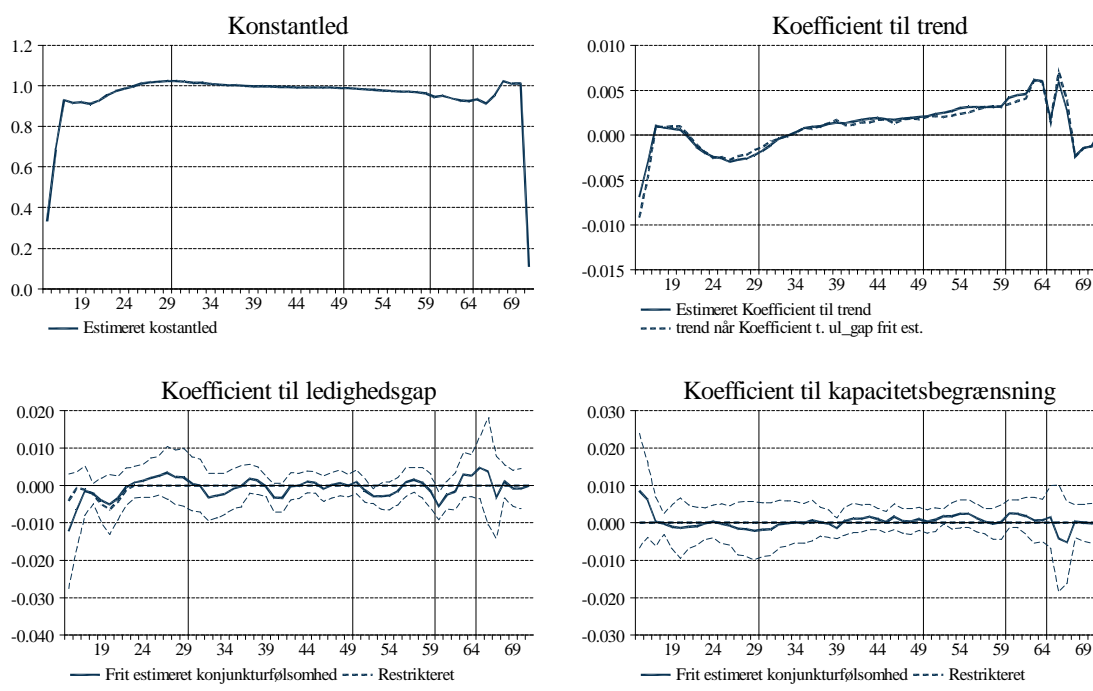 Konstantled
1.2
1.0
0.8
0.6
0.4
0.2
0.0
19 24 29 34 39 44 49 54 59 64 69
Estimeret kostantled
Koefficient til trend
0.010
0.005
0.000
-0.005
-0.010
-0.015
19 24 29 34 39 44 49 54 59 64 69
Estimeret Koefficient til trend
trend når Koefficient t. ul_gap frit est.
Koefficient til ledighedsgap
0.020
0.010
0.000
-0.010
-0.020
-0.030
-0.040
19 24 29 34 39 44 49 54 59 64 69
Frit estimeret konjunkturfølsomhed Restrikteret
Koefficient til kapacitetsbegrænsning
0.030
0.020
0.010
0.000
-0.010
-0.020
-0.030
19 24 29 34 39 44 49 54 59 64 69
Frit estimeret konjunkturfølsomhed Restrikteret